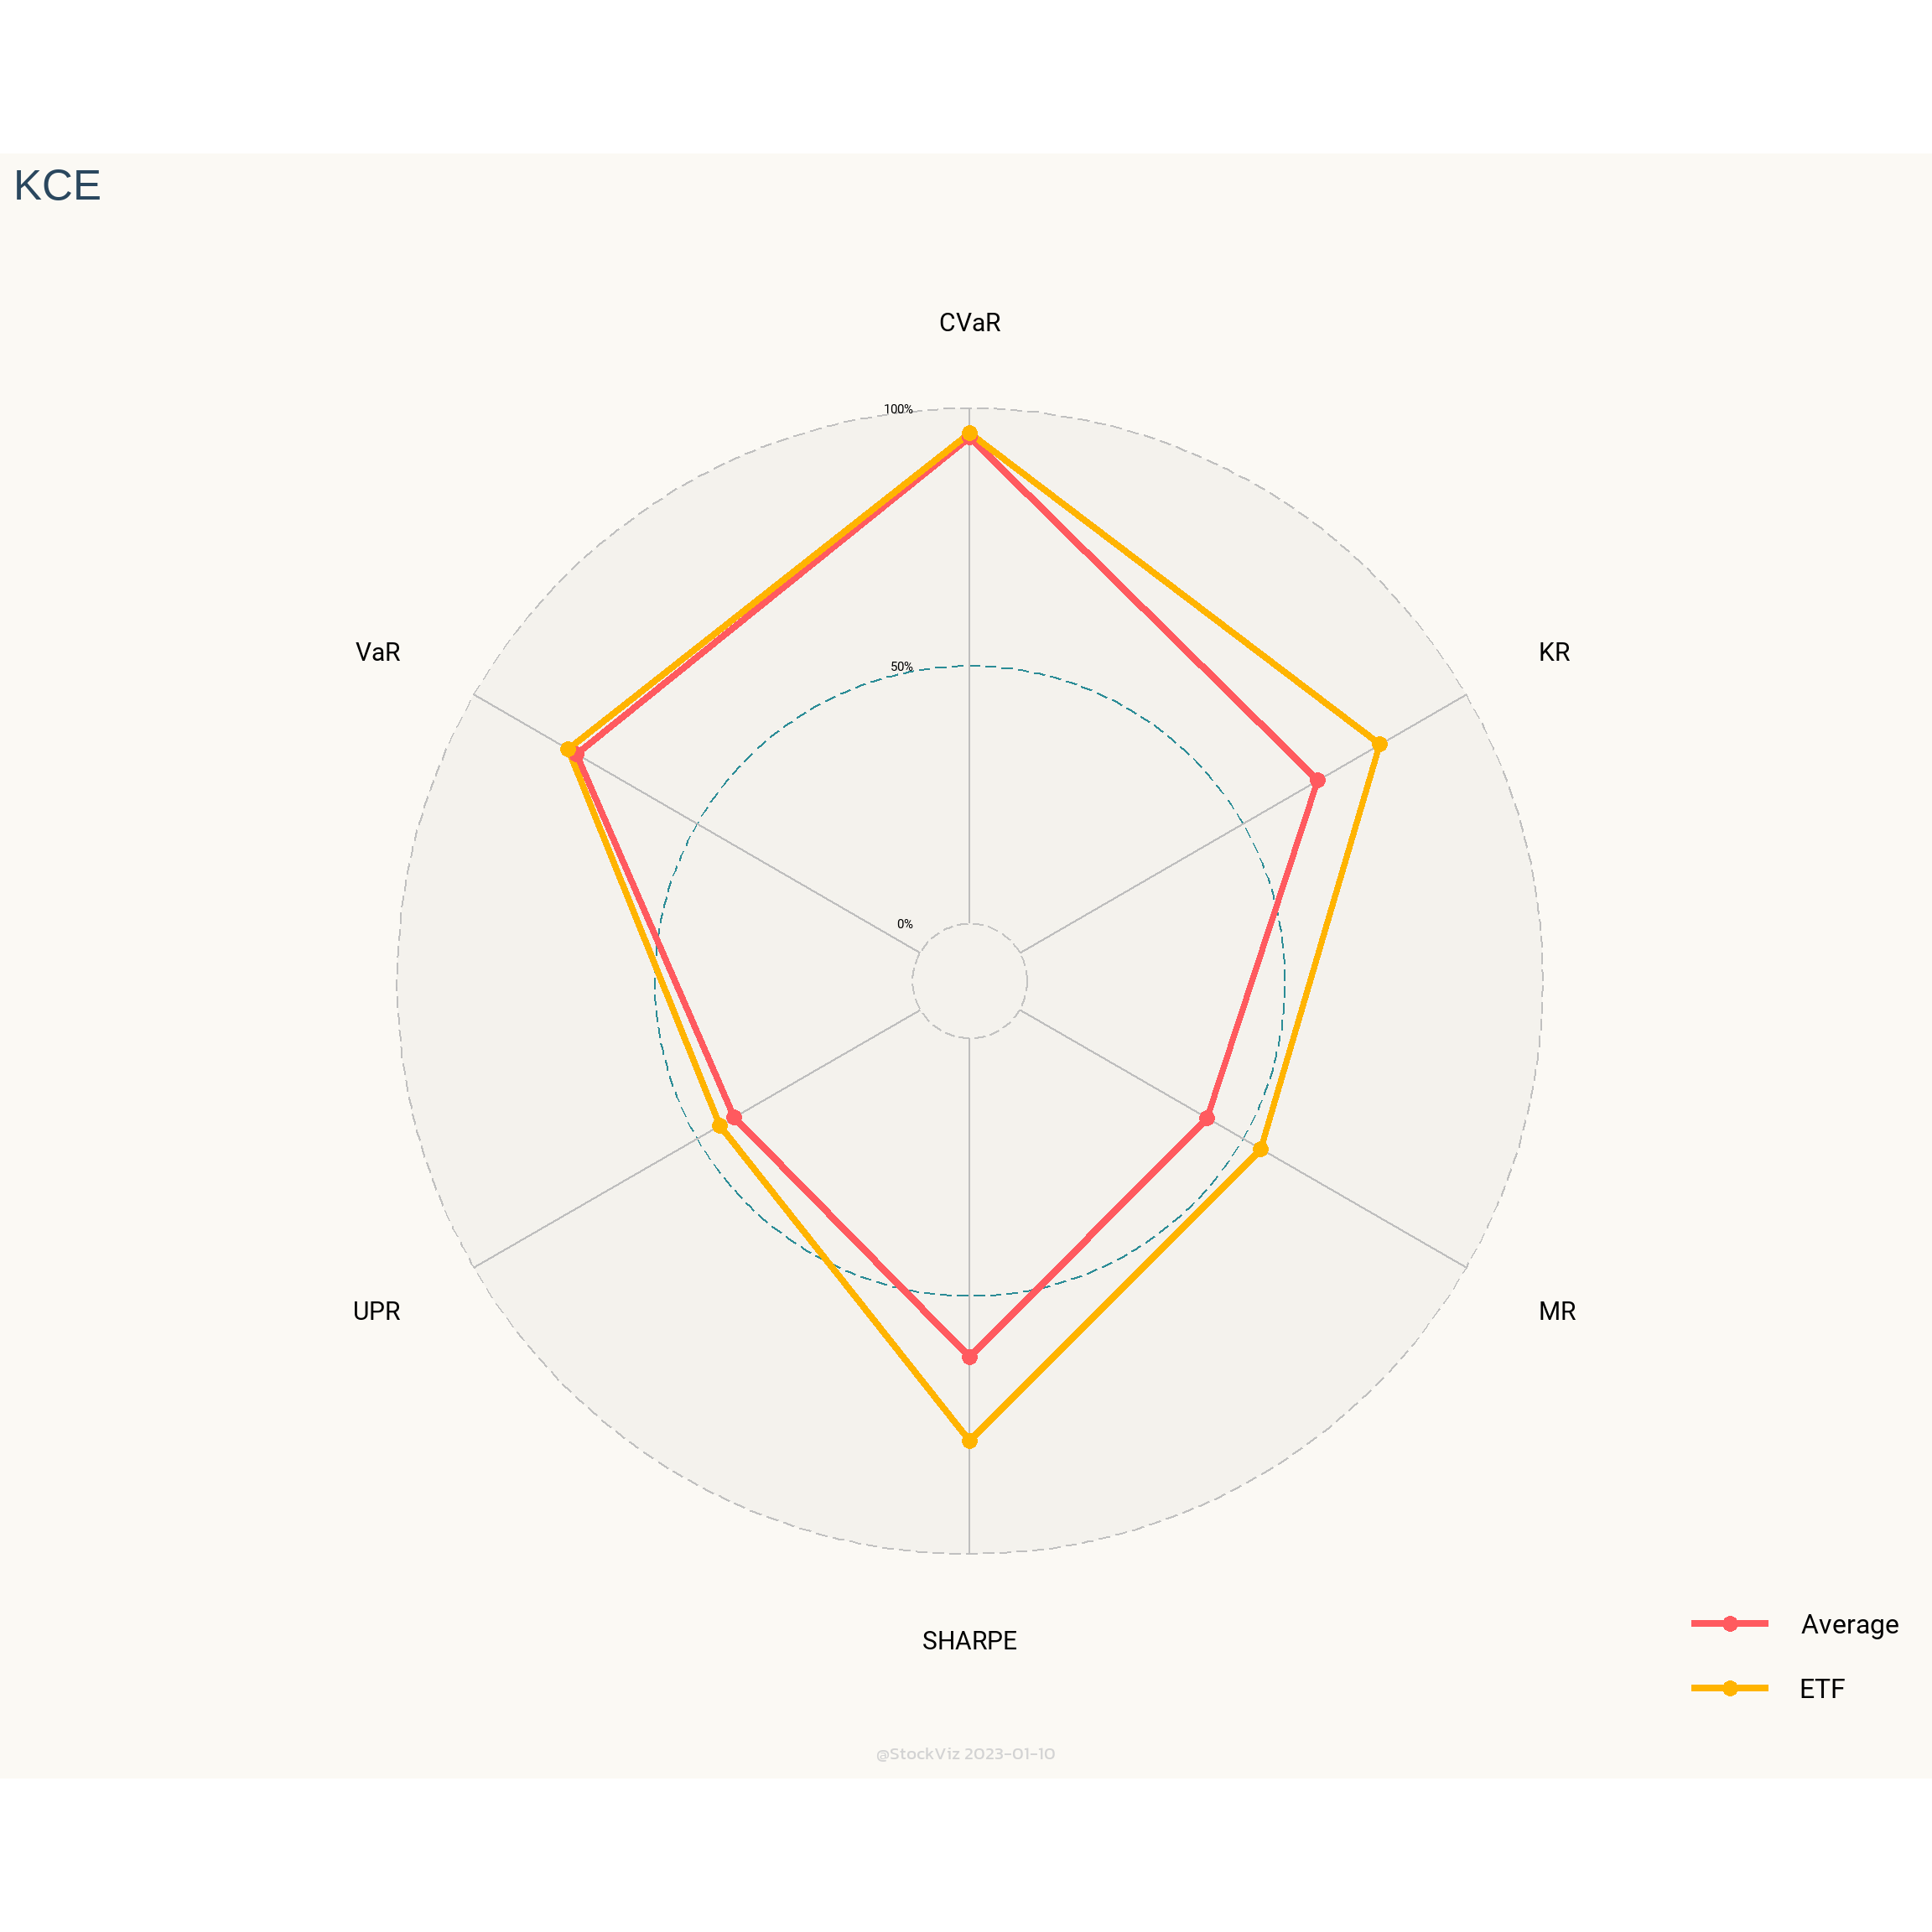 KCE
CVaR
100%
VaR
KR
50%
0%
UPR
MR
SHARPE
Average
ETF
@StockViz 2023-01-10